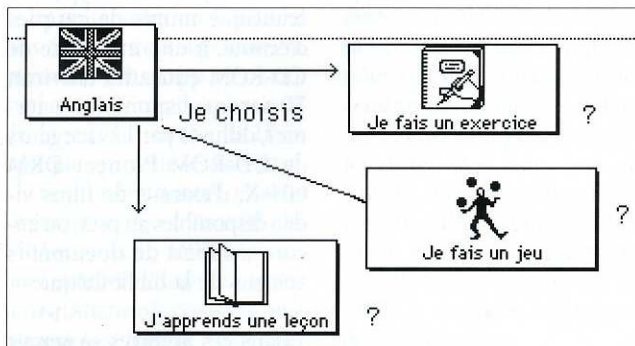 Anglais
Je choisis
Je fais un exercice
?
Je fais un jeu
?
J'apprends une leçon
?